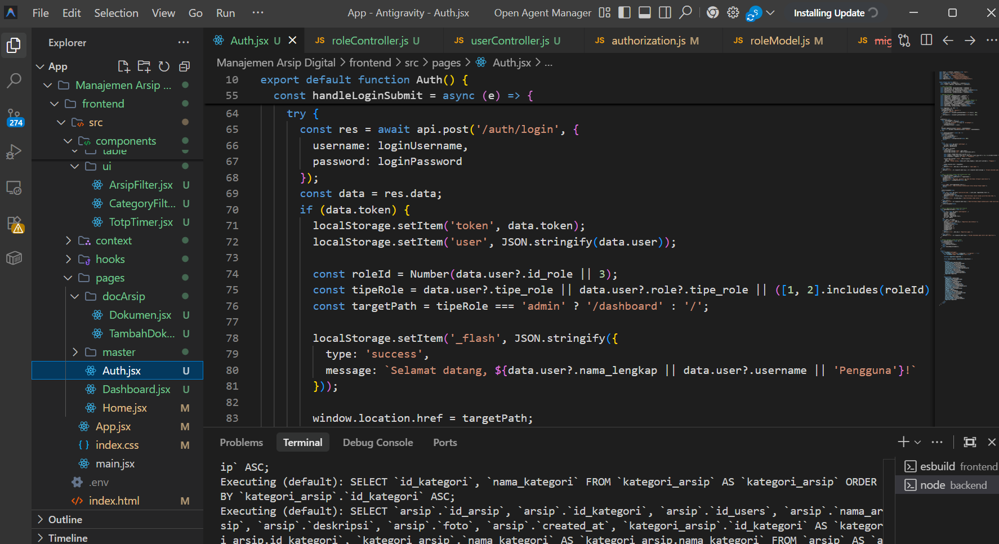 File Edit Selection View Go Run ··· App - Antigravity - Auth.jsx Open Agent Manager Installing Update
Explorer ···
App
Manajemen Arsip ...
frontend
src
components
table
ui
ArsipFilter.jsx U
CategoryFilt... U
TotpTimer.jsx U
context
hooks
pages
docArsip
Dokumen.jsx U
TambahDok... U
master
Auth.jsx U
Dashboard.jsx U
Home.jsx M
App.jsx M
{ } index.css M
main.jsx
.env
</> index.html M
Outline
Timeline
274
Auth.jsx U JS roleController.js U JS userController.js U JS authorization.js M JS roleModel.js M JS mig
Manajemen Arsip Digital > frontend > src > pages > Auth.jsx > ...
10 export default function Auth() {
55 const handleLoginSubmit = async (e) => {
64 try {
65 const res = await api.post('/auth/login', {
66 username: loginUsername,
67 password: loginPassword
68 });
69 const data = res.data;
70 if (data.token) {
71 localStorage.setItem('token', data.token);
72 localStorage.setItem('user', JSON.stringify(data.user));
73
74 const roleId = Number(data.user?.id_role || 3);
75 const tipeRole = data.user?.tipe_role || data.user?.role?.tipe_role || ([1, 2].includes(roleId)
76 const targetPath = tipeRole === 'admin' ? '/dashboard' : '/';
77
78 localStorage.setItem('_flash', JSON.stringify({
79 type: 'success',
80 message: `Selamat datang, ${data.user?.nama_lengkap || data.user?.username || 'Pengguna'}!`
81 }));
82
83 window.location.href = targetPath;
Problems Terminal Debug Console Ports
ip` ASC;
Executing (default): SELECT `id_kategori`, `nama_kategori` FROM `kategori_arsip` AS `kategori_arsip` ORDER
BY `kategori_arsip`.`id_kategori` ASC;
Executing (default): SELECT `arsip`.`id_arsip`, `arsip`.`id_kategori`, `arsip`.`id_users`, `arsip`.`nama_ar
sip`, `arsip`.`deskripsi`, `arsip`.`foto`, `arsip`.`created_at`, `kategori_arsip`.`id_kategori` AS `kategor
i_arsip.id_kategori`, `kategori_arsip`.`nama_kategori` AS `kategori_arsip.nama_kategori` FROM `arsip` AS `a
esbuild frontend
node backend